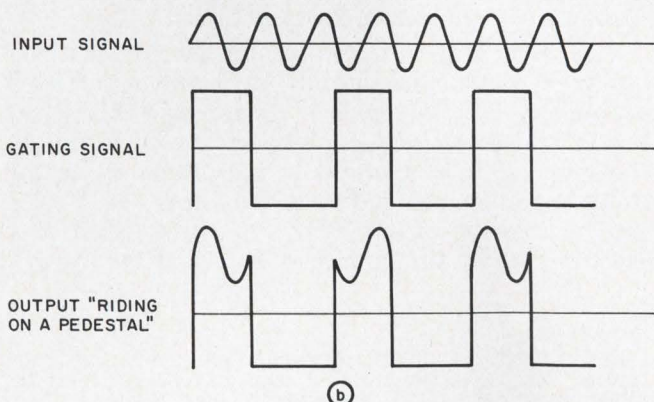 INPUT SIGNAL
GATING SIGNAL
OUTPUT "RIDING
ON A PEDESTAL"
b